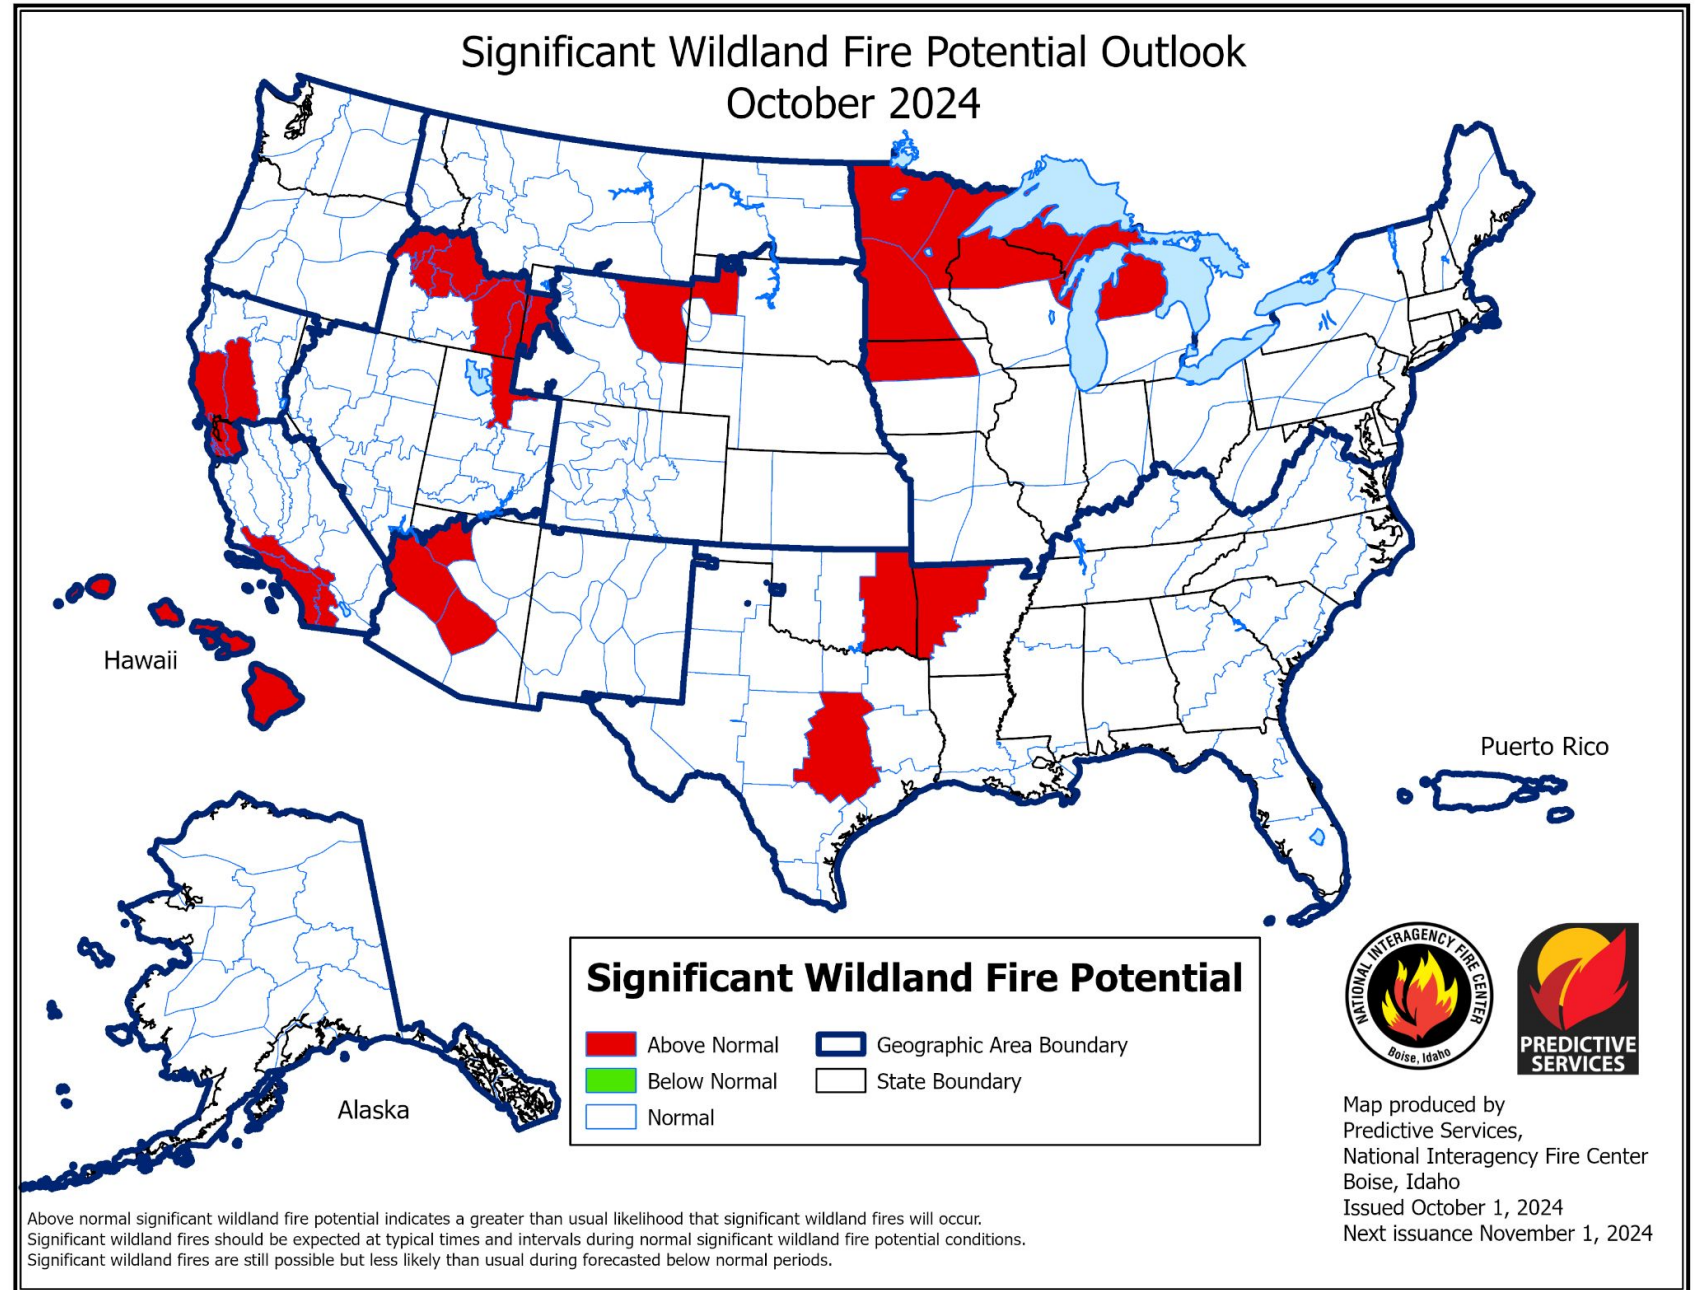 Significant Wildland Fire Potential Outlook
October 2024
Hawaii
Puerto Rico
Alaska
Significant Wildland Fire Potential
Above Normal
Below Normal
Normal
Geographic Area Boundary
State Boundary
NATIONAL INTERAGENCY FIRE CENTER
Boise, Idaho
PREDICTIVE
SERVICES
Map produced by
Predictive Services,
National Interagency Fire Center
Boise, Idaho
Issued October 1, 2024
Next issuance November 1, 2024
Above normal significant wildland fire potential indicates a greater than usual likelihood that significant wildland fires will occur.
Significant wildland fires should be expected at typical times and intervals during normal significant wildland fire potential conditions.
Significant wildland fires are still possible but less likely than usual during forecasted below normal periods.